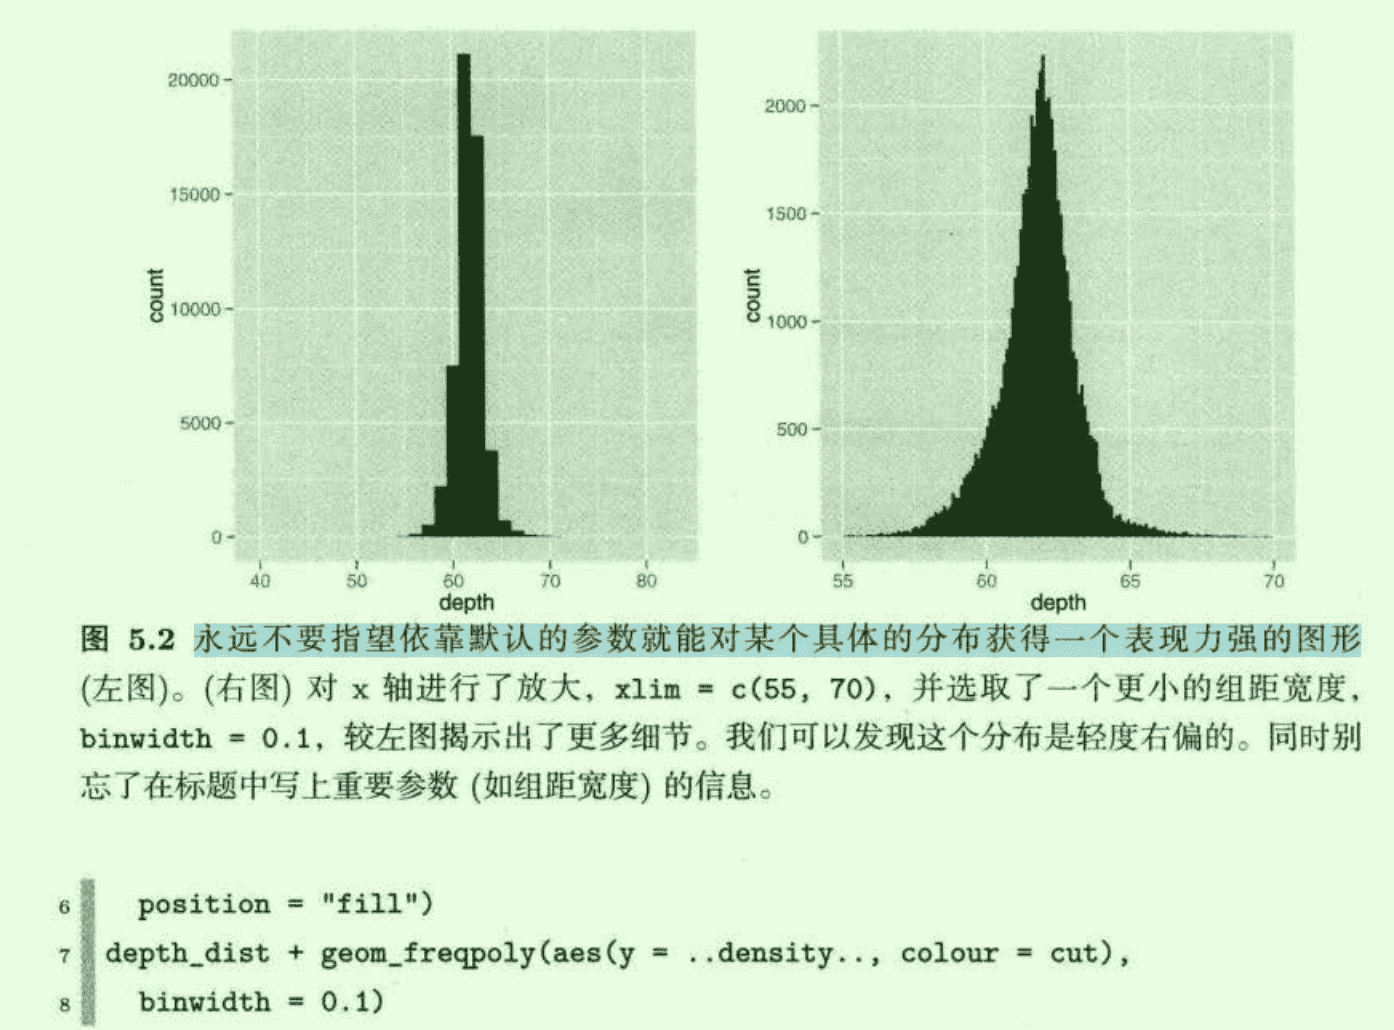 20000
15000
10000
5000
0
count
40 50 60 70 80
depth
2000
1500
1000
500
0
count
55 60 65 70
depth
图 5.2 永远不要指望依靠默认的参数就能对某个具体的分布获得一个表现力强的图形
(左图)。(右图) 对 x 轴进行了放大, xlim = c(55, 70), 并选取了一个更小的组距宽度,
binwidth = 0.1, 较左图揭示出了更多细节。我们可以发现这个分布是轻度右偏的。同时别
忘了在标题中写上重要参数 (如组距宽度) 的信息。
6 position = "fill")
7 depth_dist + geom_freqpoly(aes(y = ..density.., colour = cut),
8 binwidth = 0.1)